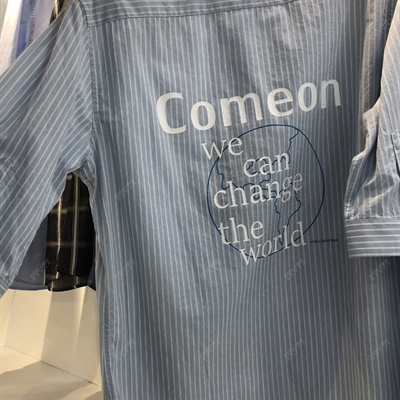 Comeon
we
can
change
the
world.